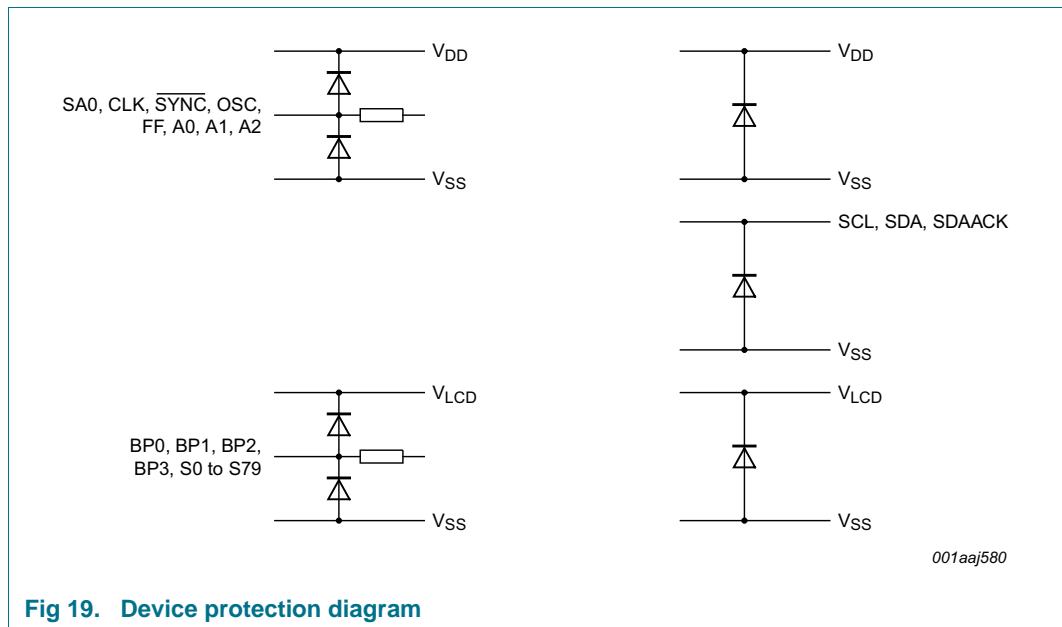 VDD
SA0, CLK, SYNC, OSC,
FF, A0, A1, A2
VSS
VDD
VSS
SCL, SDA, SDAACK
VSS
VLCD
BP0, BP1, BP2,
BP3, S0 to S79
VSS
VLCD
VSS
001aaj580
Fig 19. Device protection diagram